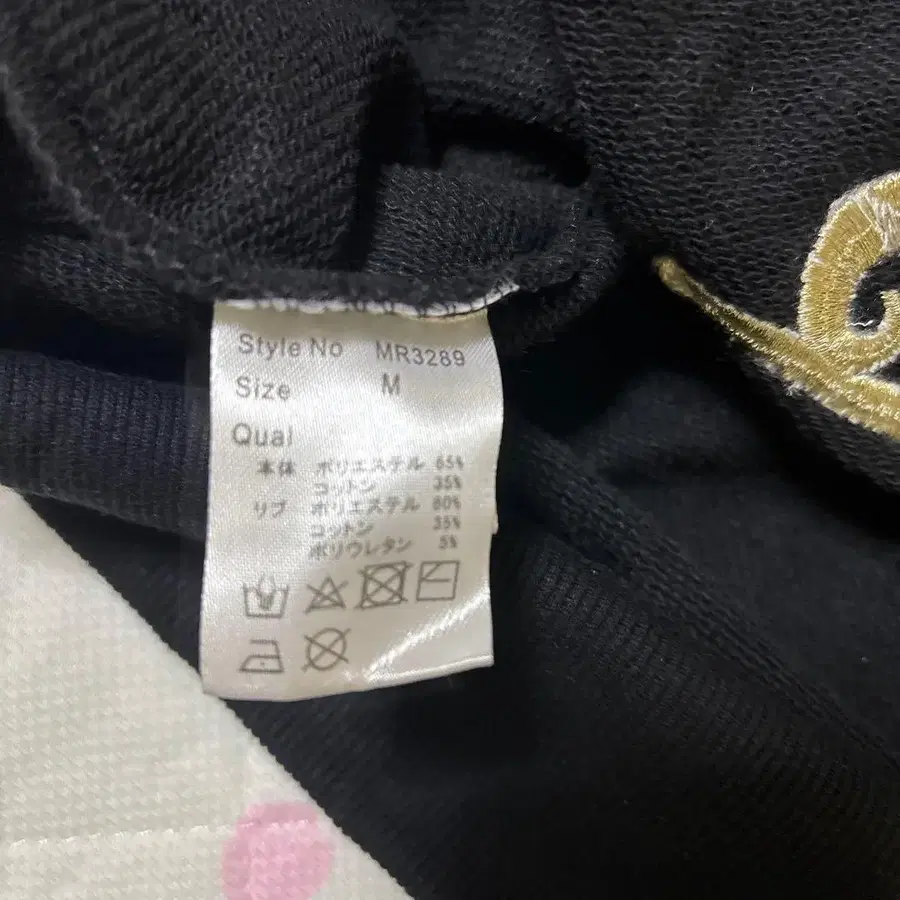 Style No MR3289
Size M
Qual
本体 ポリエステル 65%
コットン 35%
リブ ポリエステル 60%
コットン 35%
ポリウレタン 5%